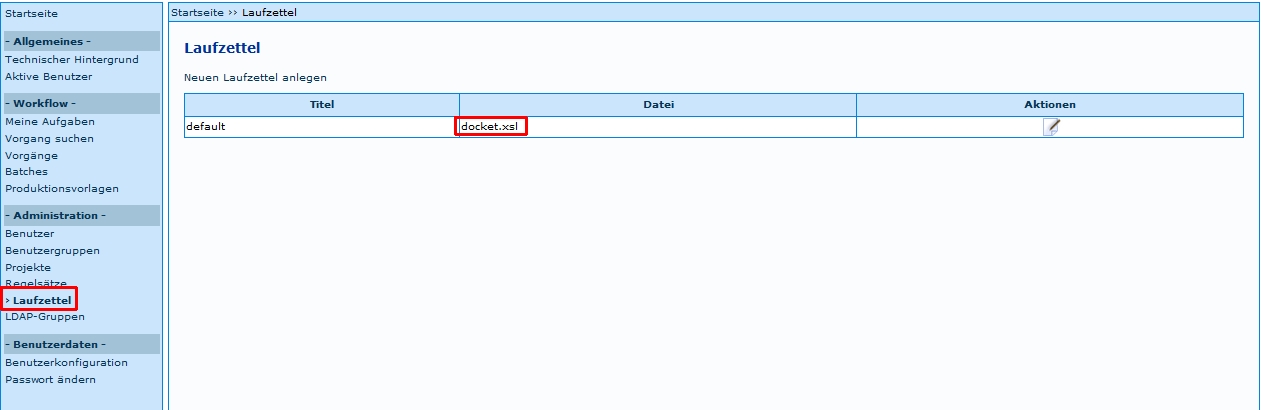 Startseite
- Allgemeines -
Technischer Hintergrund
Aktive Benutzer
- Workflow -
Meine Aufgaben
Vorgang suchen
Vorgänge
Batches
Produktionsvorlagen
- Administration -
Benutzer
Benutzergruppen
Projekte
Regelsätze
› Laufzettel
LDAP-Gruppen
- Benutzerdaten -
Benutzerkonfiguration
Passwort ändern
Startseite ›› Laufzettel
Laufzettel
Neuen Laufzettel anlegen
Titel Datei Aktionen
default docket.xsl